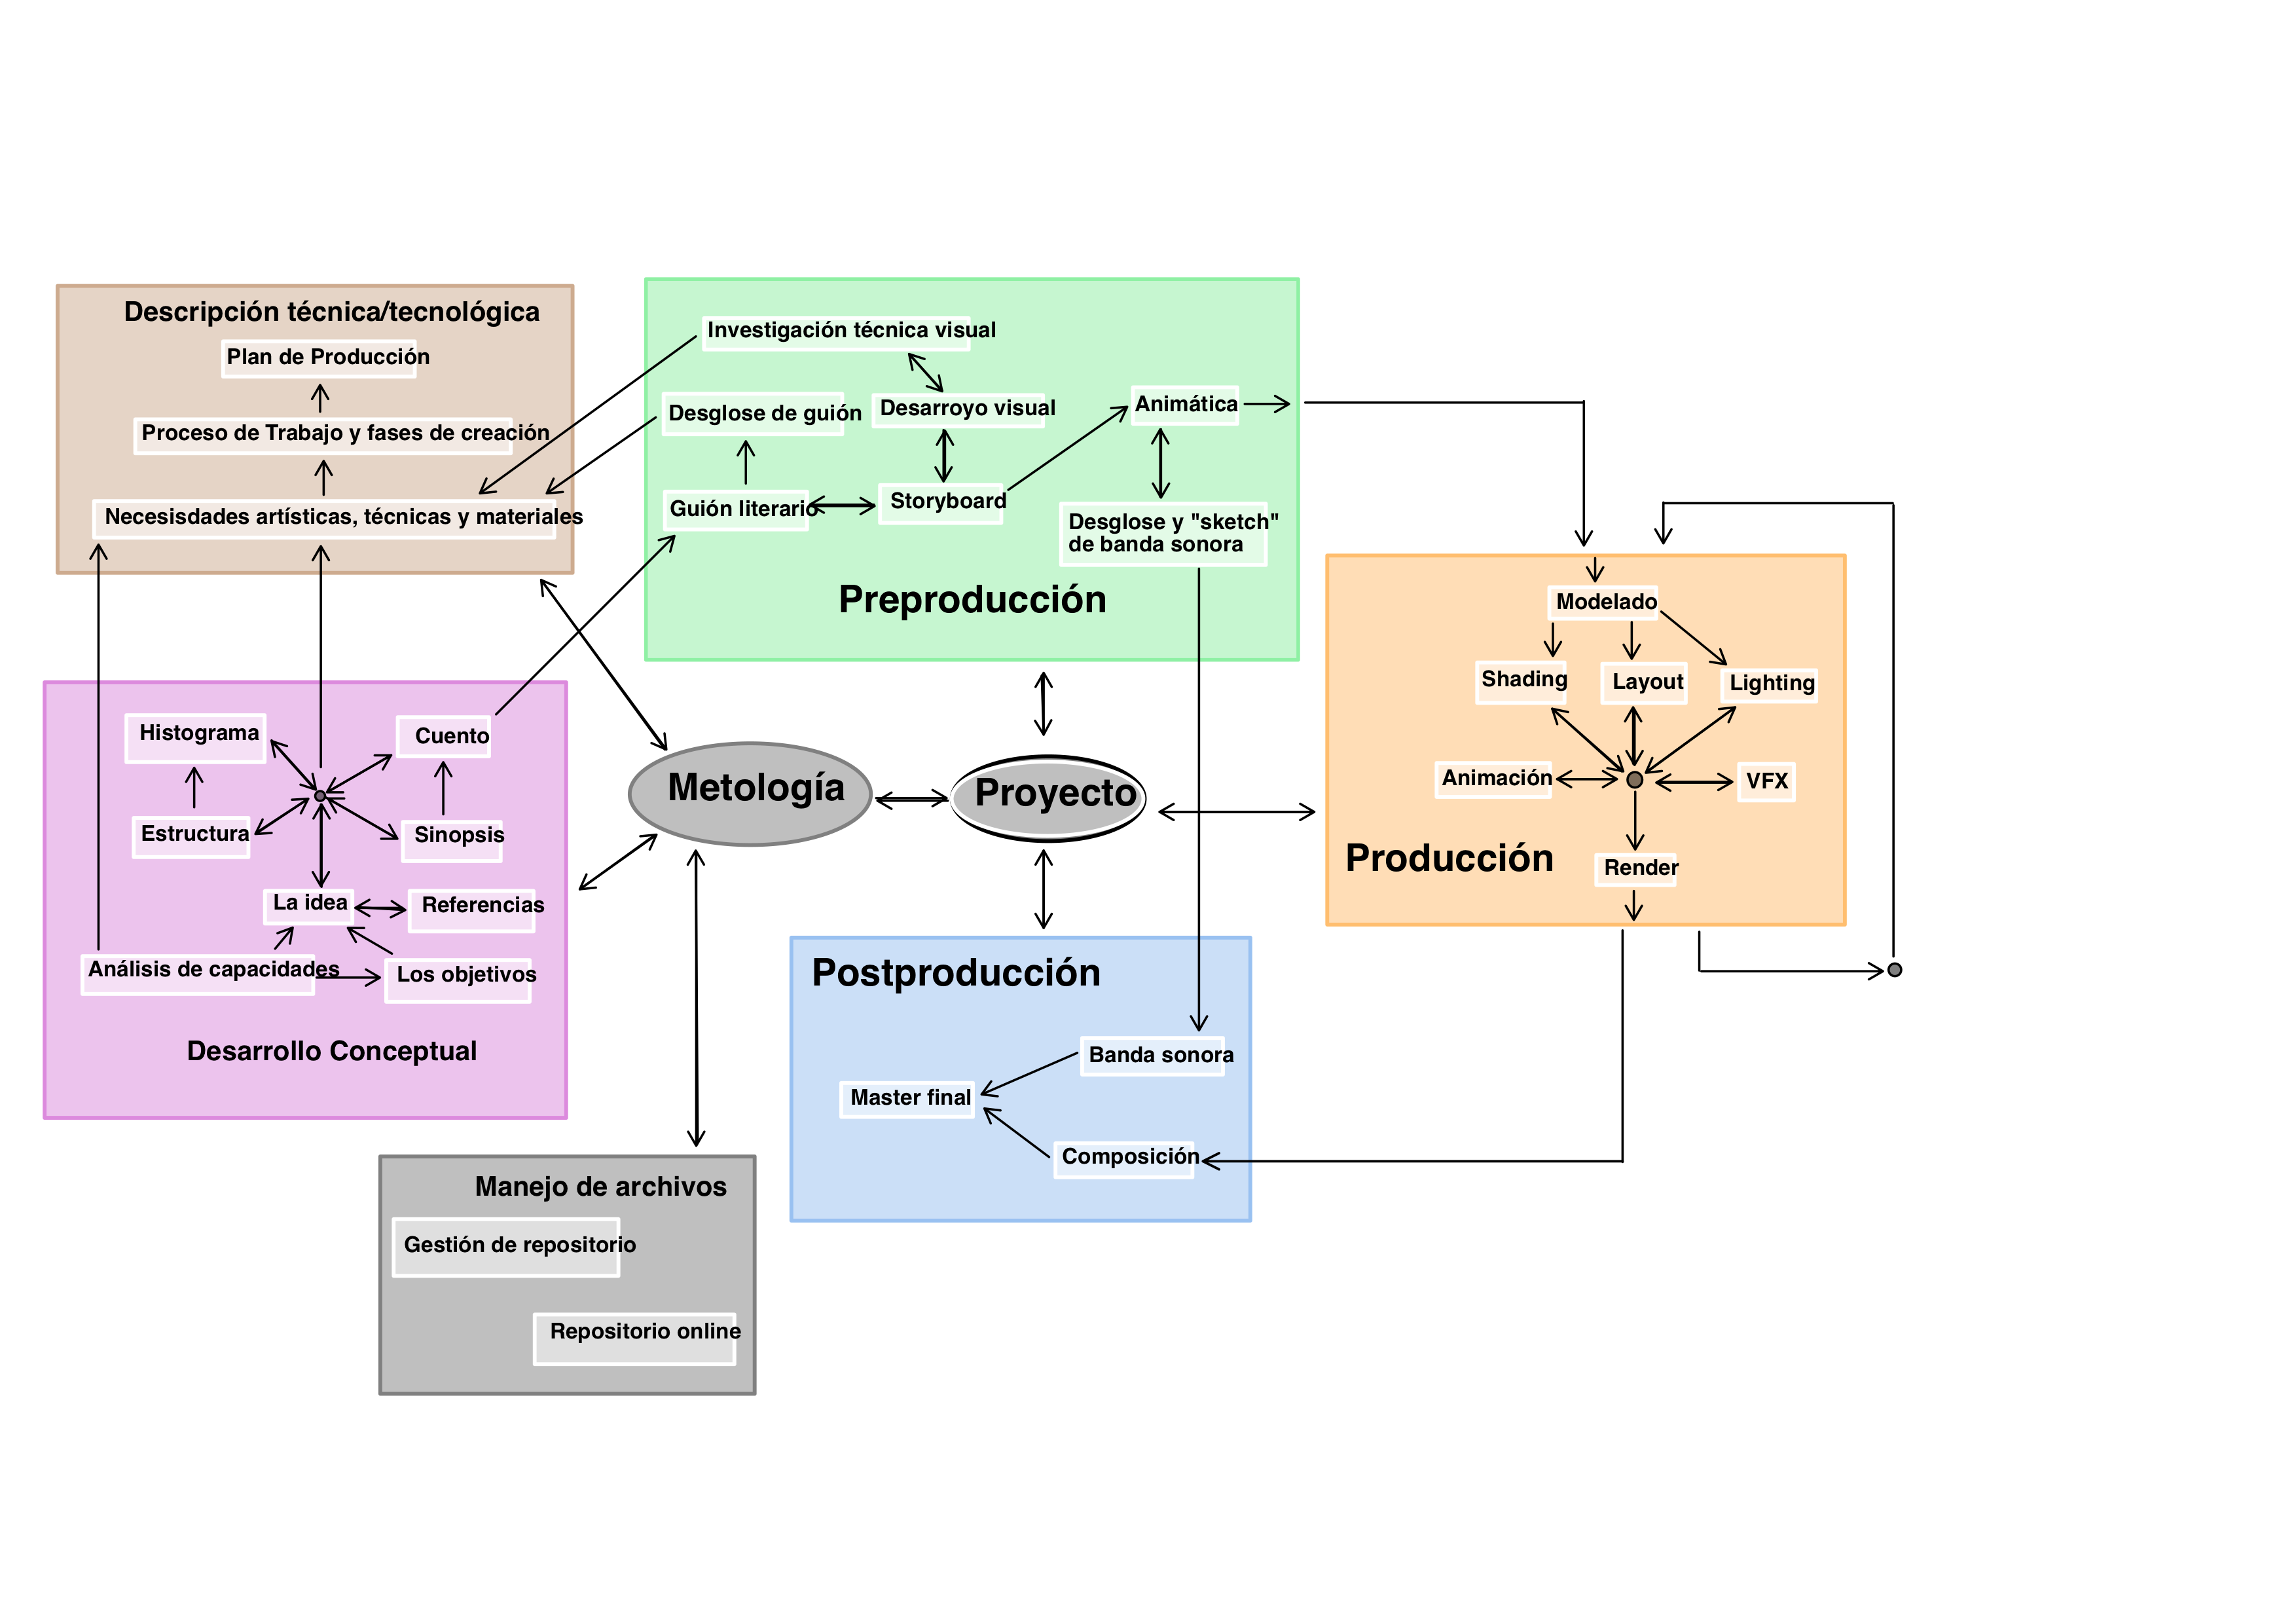 Descripción técnica/tecnológica
Plan de Producción
Proceso de Trabajo y fases de creación
Necesisdades artísticas, técnicas y materiales
Investigación técnica visual
Desglose de guión
Desarroyo visual
Animática
Guión literario
Storyboard
Desglose y "sketch"
de banda sonora
Preproducción
Modelado
Shading
Layout
Lighting
Animación
VFX
Producción
Render
Histograma
Cuento
Estructura
Sinopsis
La idea
Referencias
Análisis de capacidades
Los objetivos
Desarrollo Conceptual
Metología
Proyecto
Postproducción
Banda sonora
Master final
Composición
Manejo de archivos
Gestión de repositorio
Repositorio online